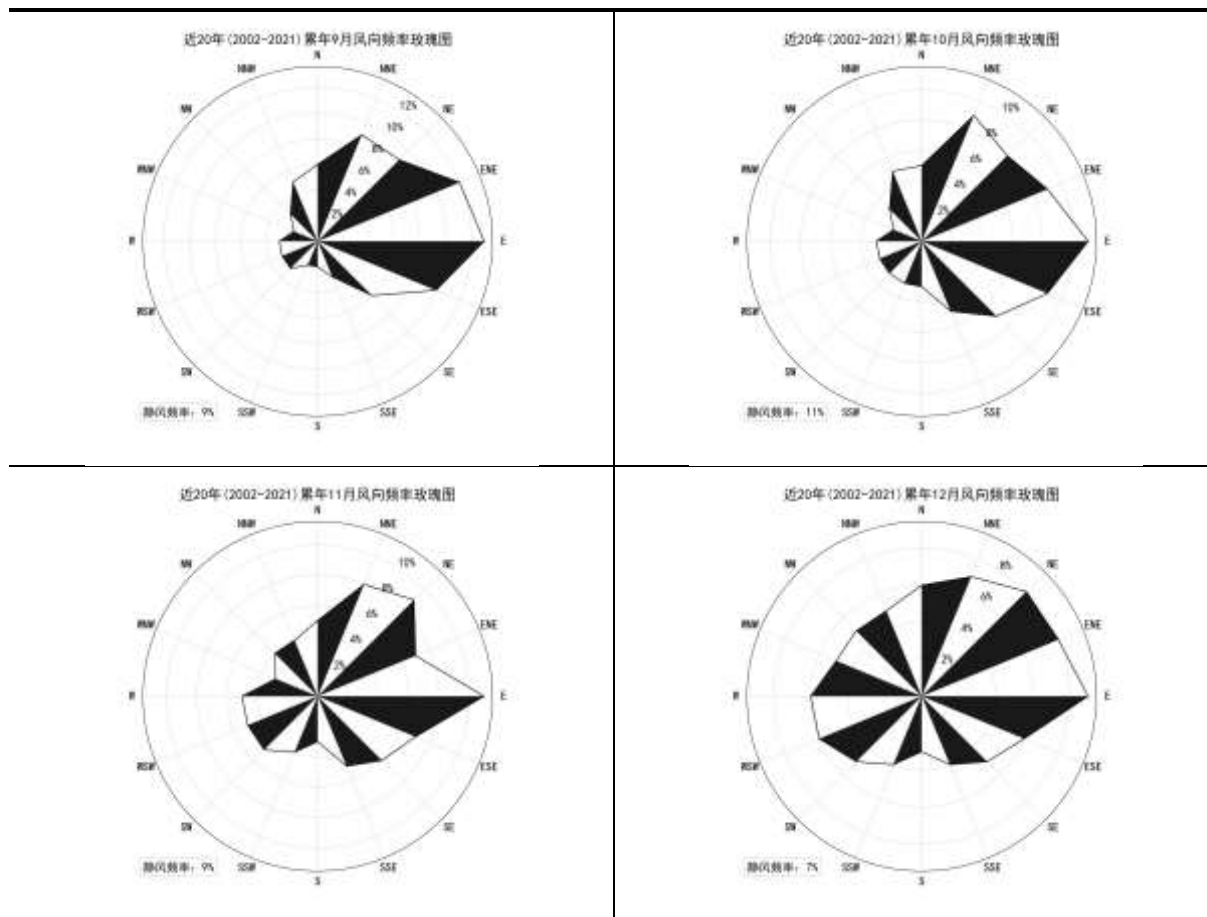 近20年(2002-2021)累年9月风向频率玫瑰图
N
NNW
NNE
NW
12%
NE
10%
8%
WNW
6%
ENE
4%
2%
W
E
WSW
ESE
SW
SE
静风频率: 9%
SSW
SSE
S
近20年(2002-2021)累年10月风向频率玫瑰图
N
NNW
NNE
NW
10%
NE
8%
WNW
6%
ENE
4%
2%
W
E
WSW
ESE
SW
SE
静风频率: 11%
SSW
SSE
S
近20年(2002-2021)累年11月风向频率玫瑰图
N
NNW
NNE
NW
10%
NE
8%
WNW
6%
ENE
4%
2%
W
E
WSW
ESE
SW
SE
静风频率: 9%
SSW
SSE
S
近20年(2002-2021)累年12月风向频率玫瑰图
N
NNW
NNE
NW
8%
NE
6%
WNW
4%
ENE
2%
W
E
WSW
ESE
SW
SE
静风频率: 7%
SSW
SSE
S